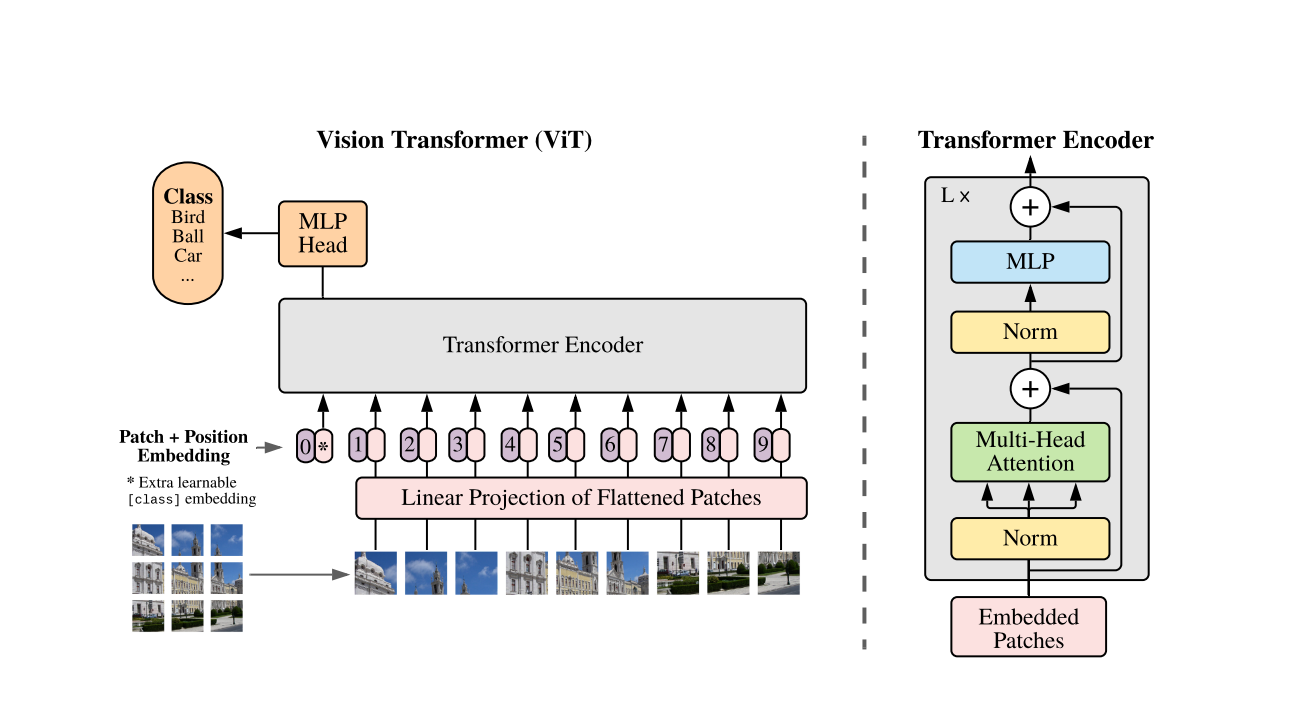 Vision Transformer (ViT)
Class
Bird
Ball
Car
...
MLP
Head
Transformer Encoder
Patch + Position
Embedding
0 * 1 2 3 4 5 6 7 8 9
* Extra learnable
[class] embedding
Linear Projection of Flattened Patches
Transformer Encoder
L x
+
MLP
Norm
+
Multi-Head
Attention
Norm
Embedded
Patches